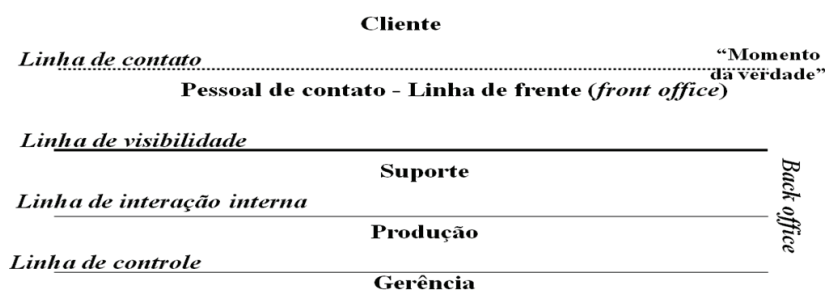 Cliente
Linha de contato
“Momento
da verdade”
Pessoal de contato - Linha de frente (front office)
Linha de visibilidade
Suporte
Linha de interação interna
Produção
Back office
Linha de controle
Gerência